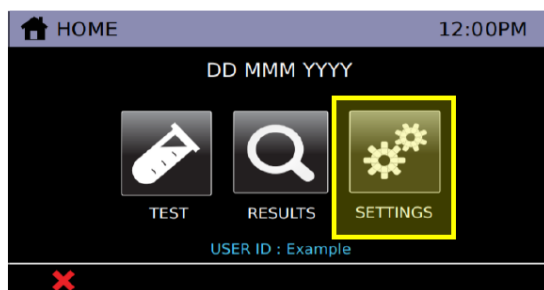 HOME 12:00PM
DD MMM YYYY
TEST RESULTS SETTINGS
USER ID : Example